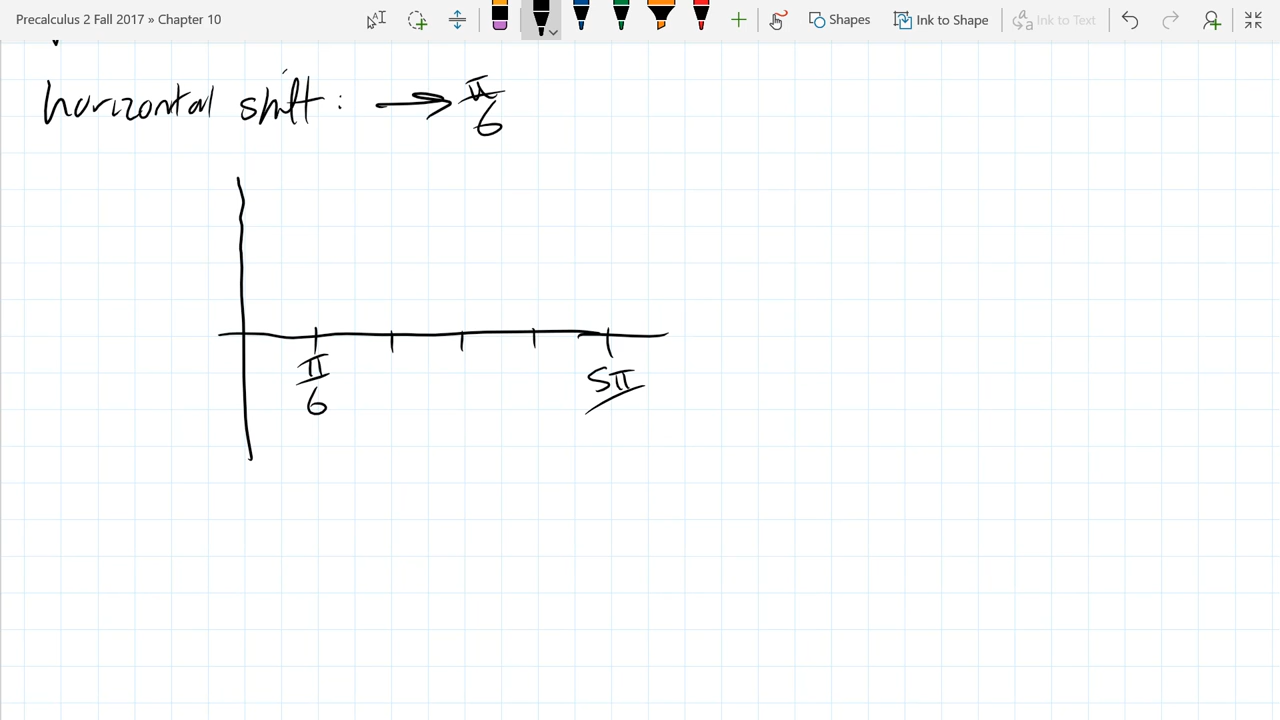 Precalculus 2 Fall 2017 » Chapter 10
Shapes
Ink to Shape
Ink to Text
horizontal shift: → π/6
π/6
5π